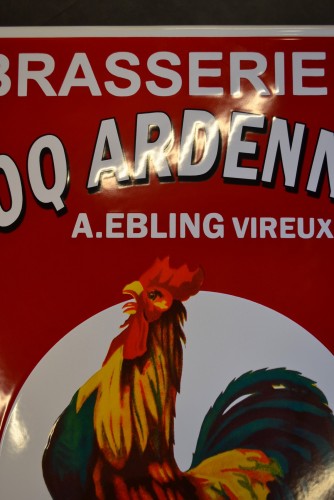 BRASSERIE
OQ ARDENN
A.EBLING VIREUX